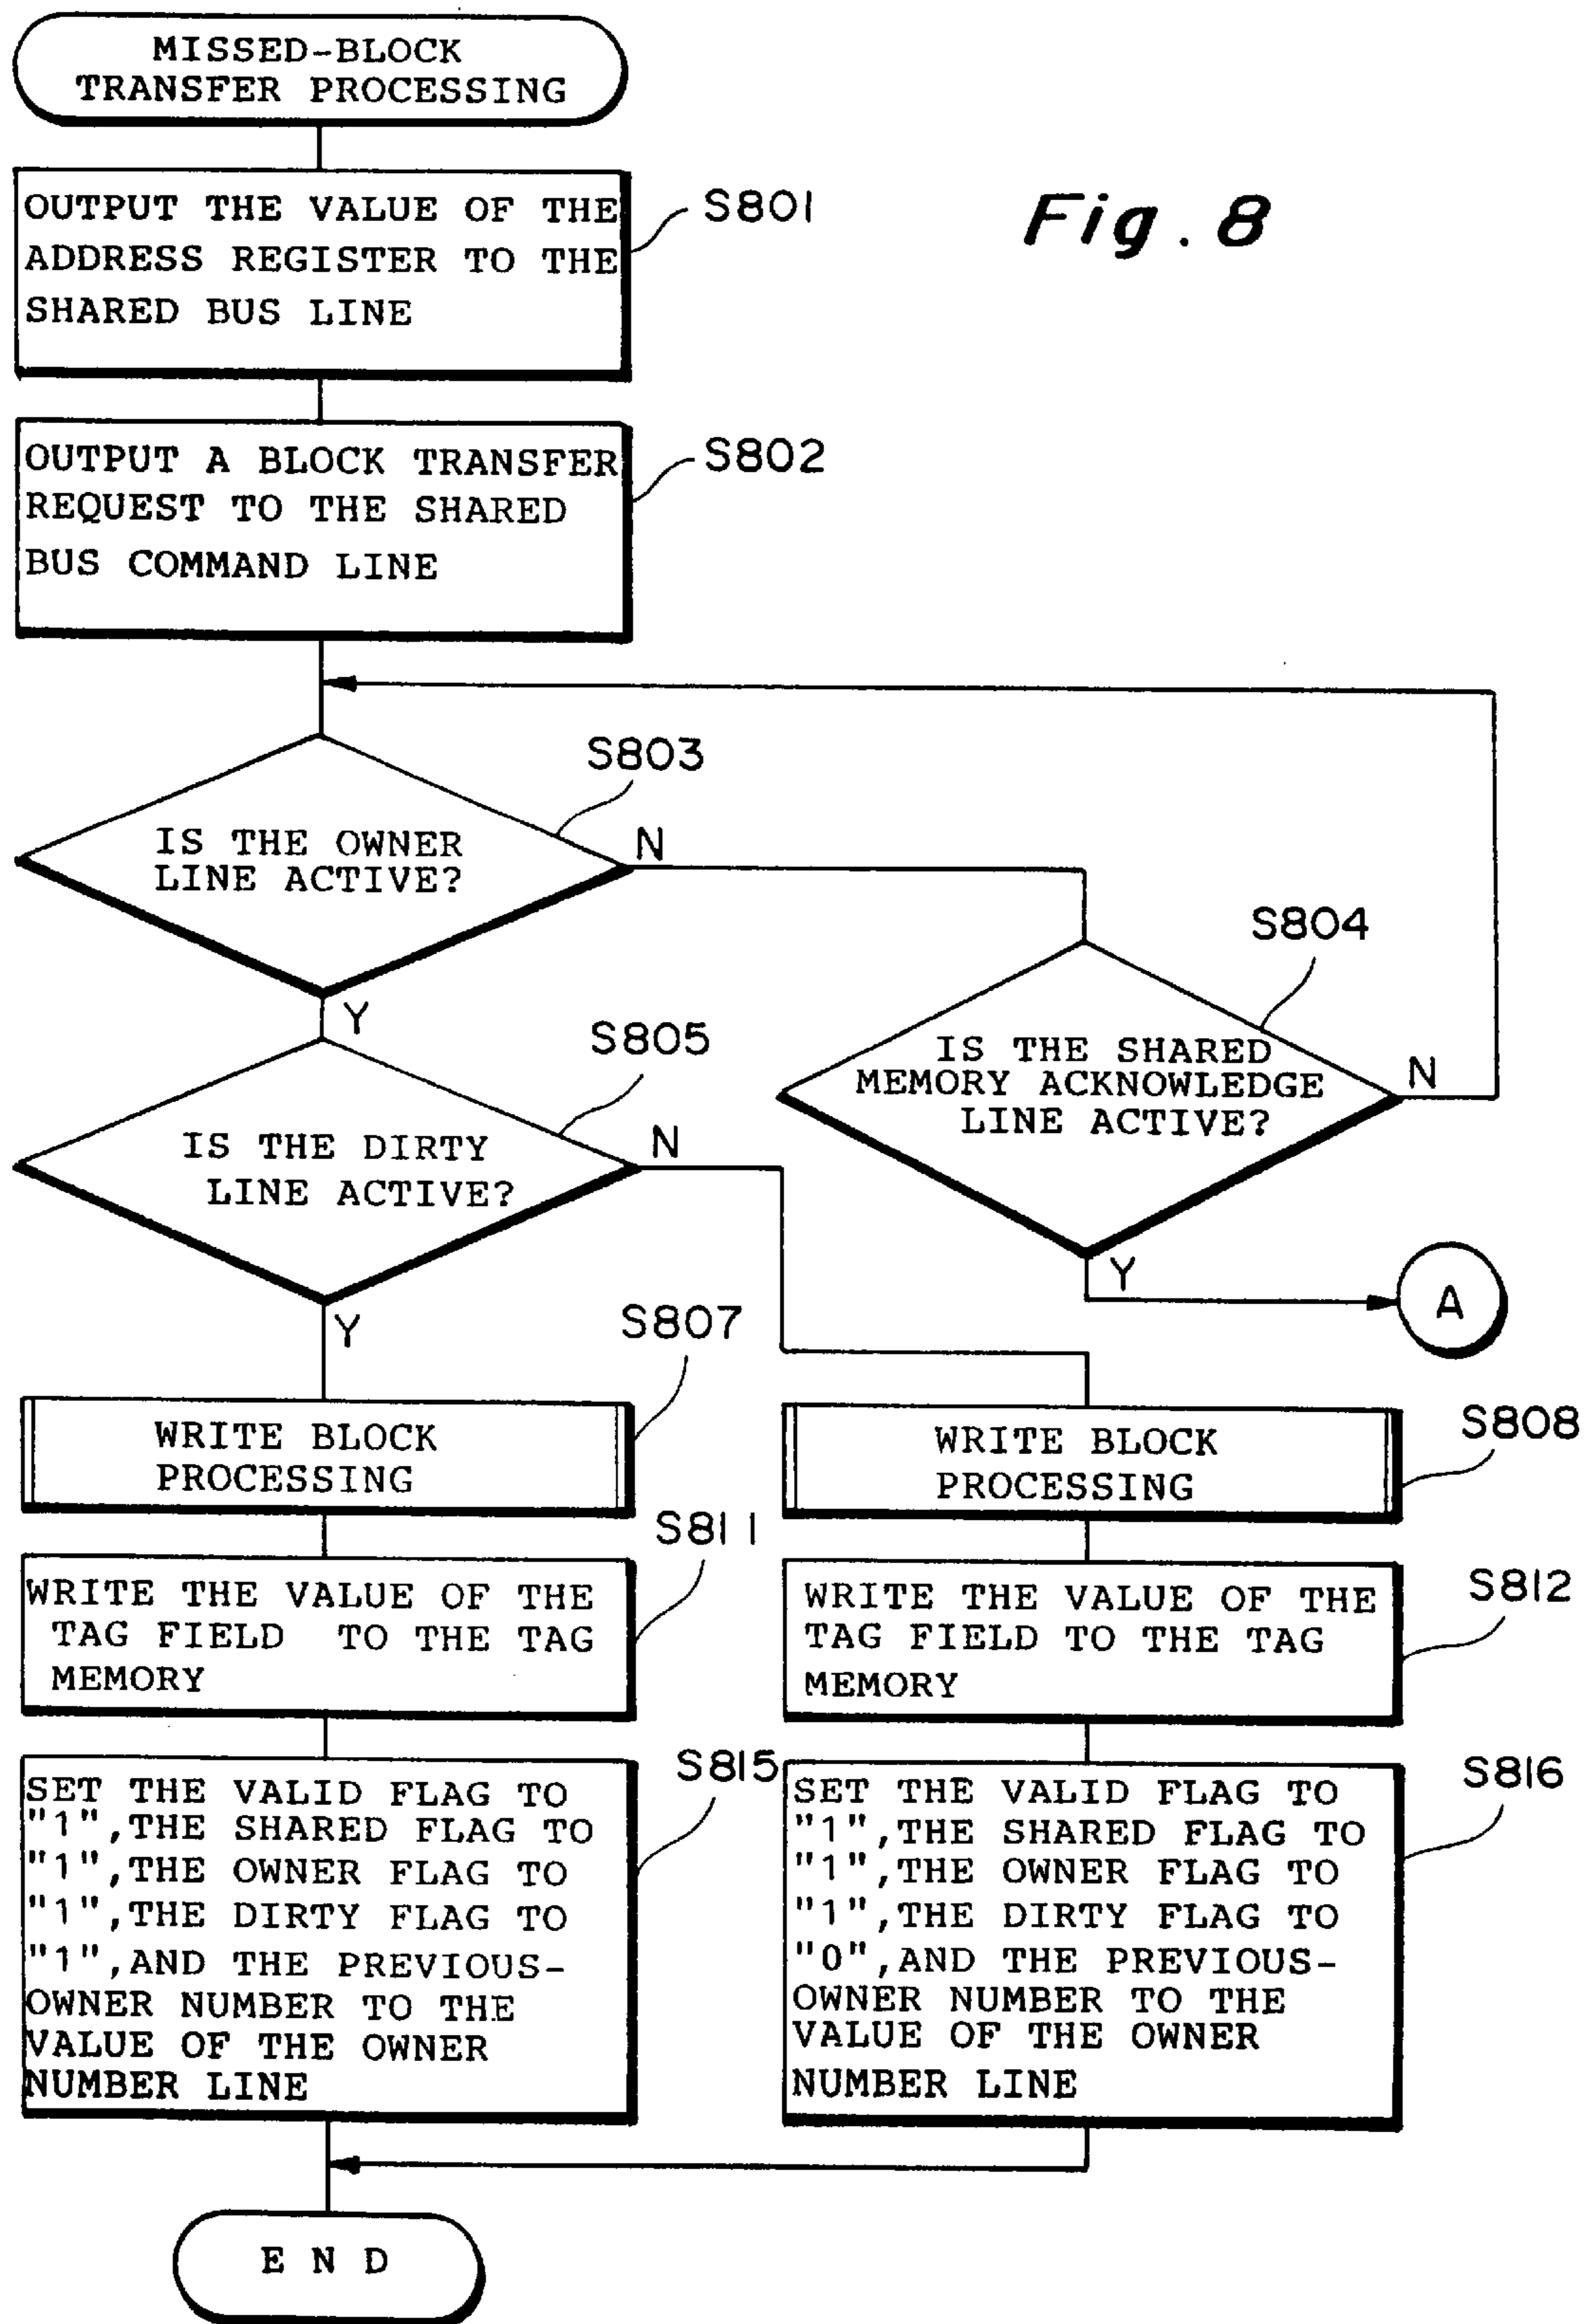 MISSED-BLOCK
TRANSFER PROCESSING
Fig. 8
OUTPUT THE VALUE OF THE
ADDRESS REGISTER TO THE
SHARED BUS LINE
S801
OUTPUT A BLOCK TRANSFER
REQUEST TO THE SHARED
BUS COMMAND LINE
S802
S803
IS THE OWNER
LINE ACTIVE?
N
Y
S804
IS THE SHARED
MEMORY ACKNOWLEDGE
LINE ACTIVE?
N
Y
A
S805
IS THE DIRTY
LINE ACTIVE?
N
Y
S807
WRITE BLOCK
PROCESSING
S808
WRITE BLOCK
PROCESSING
S811
WRITE THE VALUE OF THE
TAG FIELD TO THE TAG
MEMORY
S812
WRITE THE VALUE OF THE
TAG FIELD TO THE TAG
MEMORY
S815
SET THE VALID FLAG TO
"1",THE SHARED FLAG TO
"1",THE OWNER FLAG TO
"1",THE DIRTY FLAG TO
"1",AND THE PREVIOUS-
OWNER NUMBER TO THE
VALUE OF THE OWNER
NUMBER LINE
S816
SET THE VALID FLAG TO
"1",THE SHARED FLAG TO
"1",THE OWNER FLAG TO
"1",THE DIRTY FLAG TO
"0",AND THE PREVIOUS-
OWNER NUMBER TO THE
VALUE OF THE OWNER
NUMBER LINE
E N D